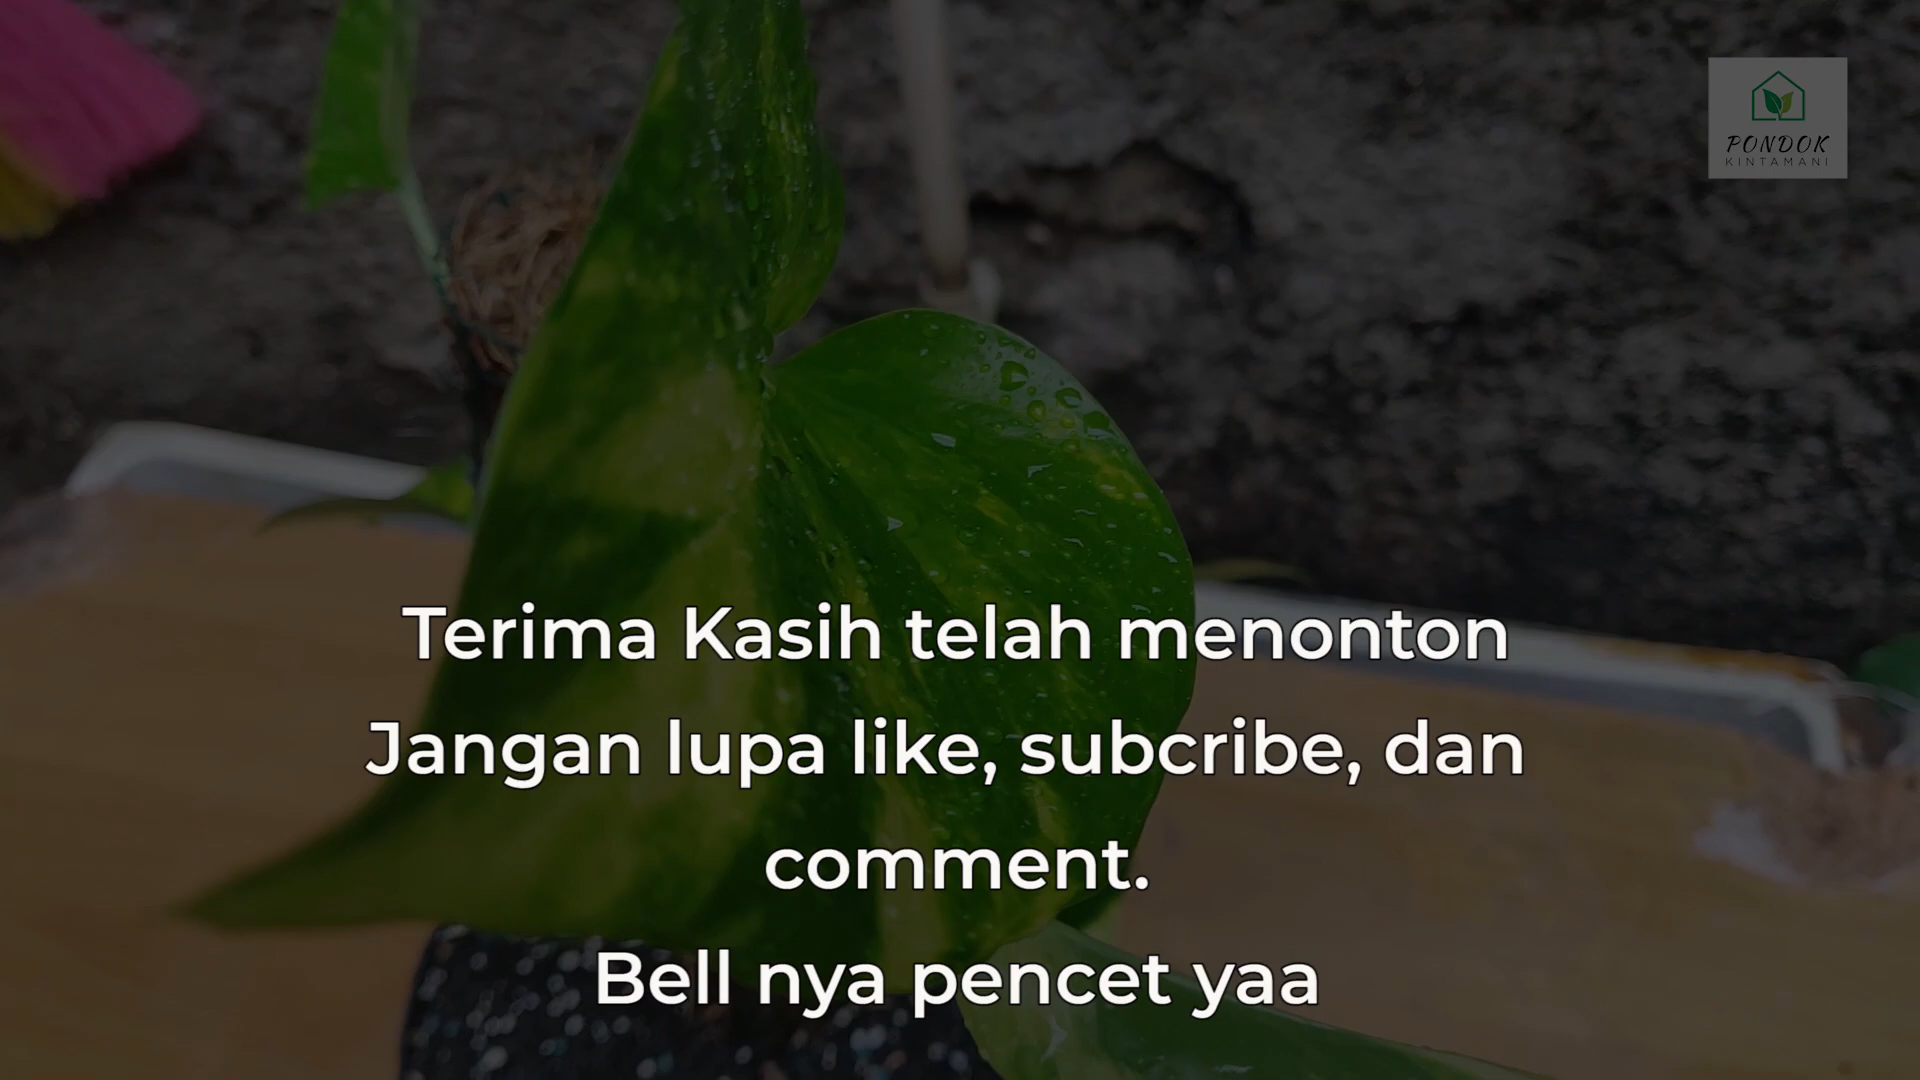 PONDOK
KINTAMANI
Terima Kasih telah menonton
Jangan lupa like, subcribe, dan
comment.
Bell nya pencet yaa